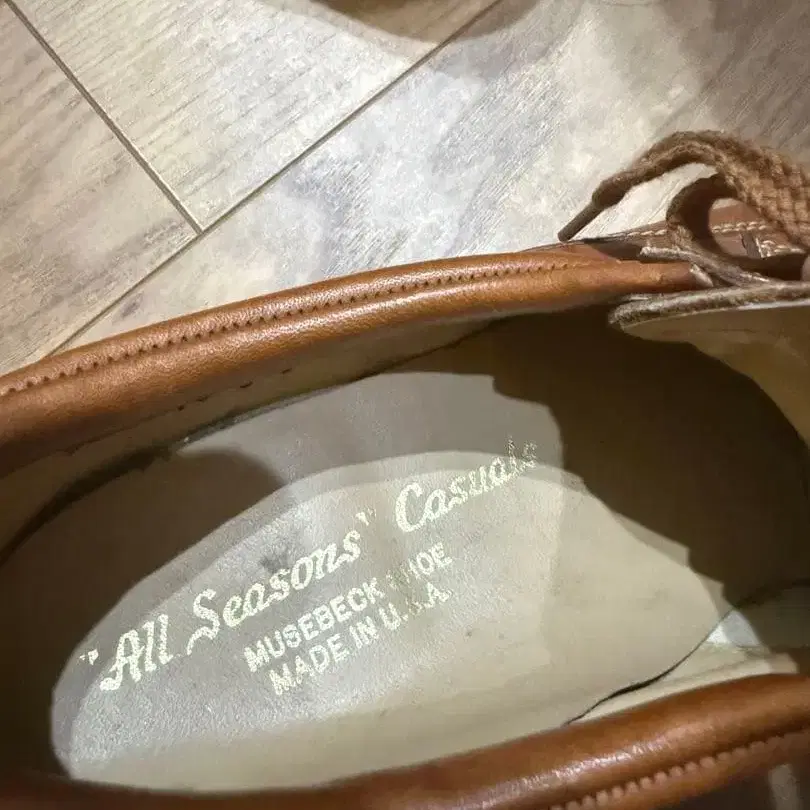 "All Seasons" Casuals
MUSEBECK SHOE
MADE IN U.S.A.